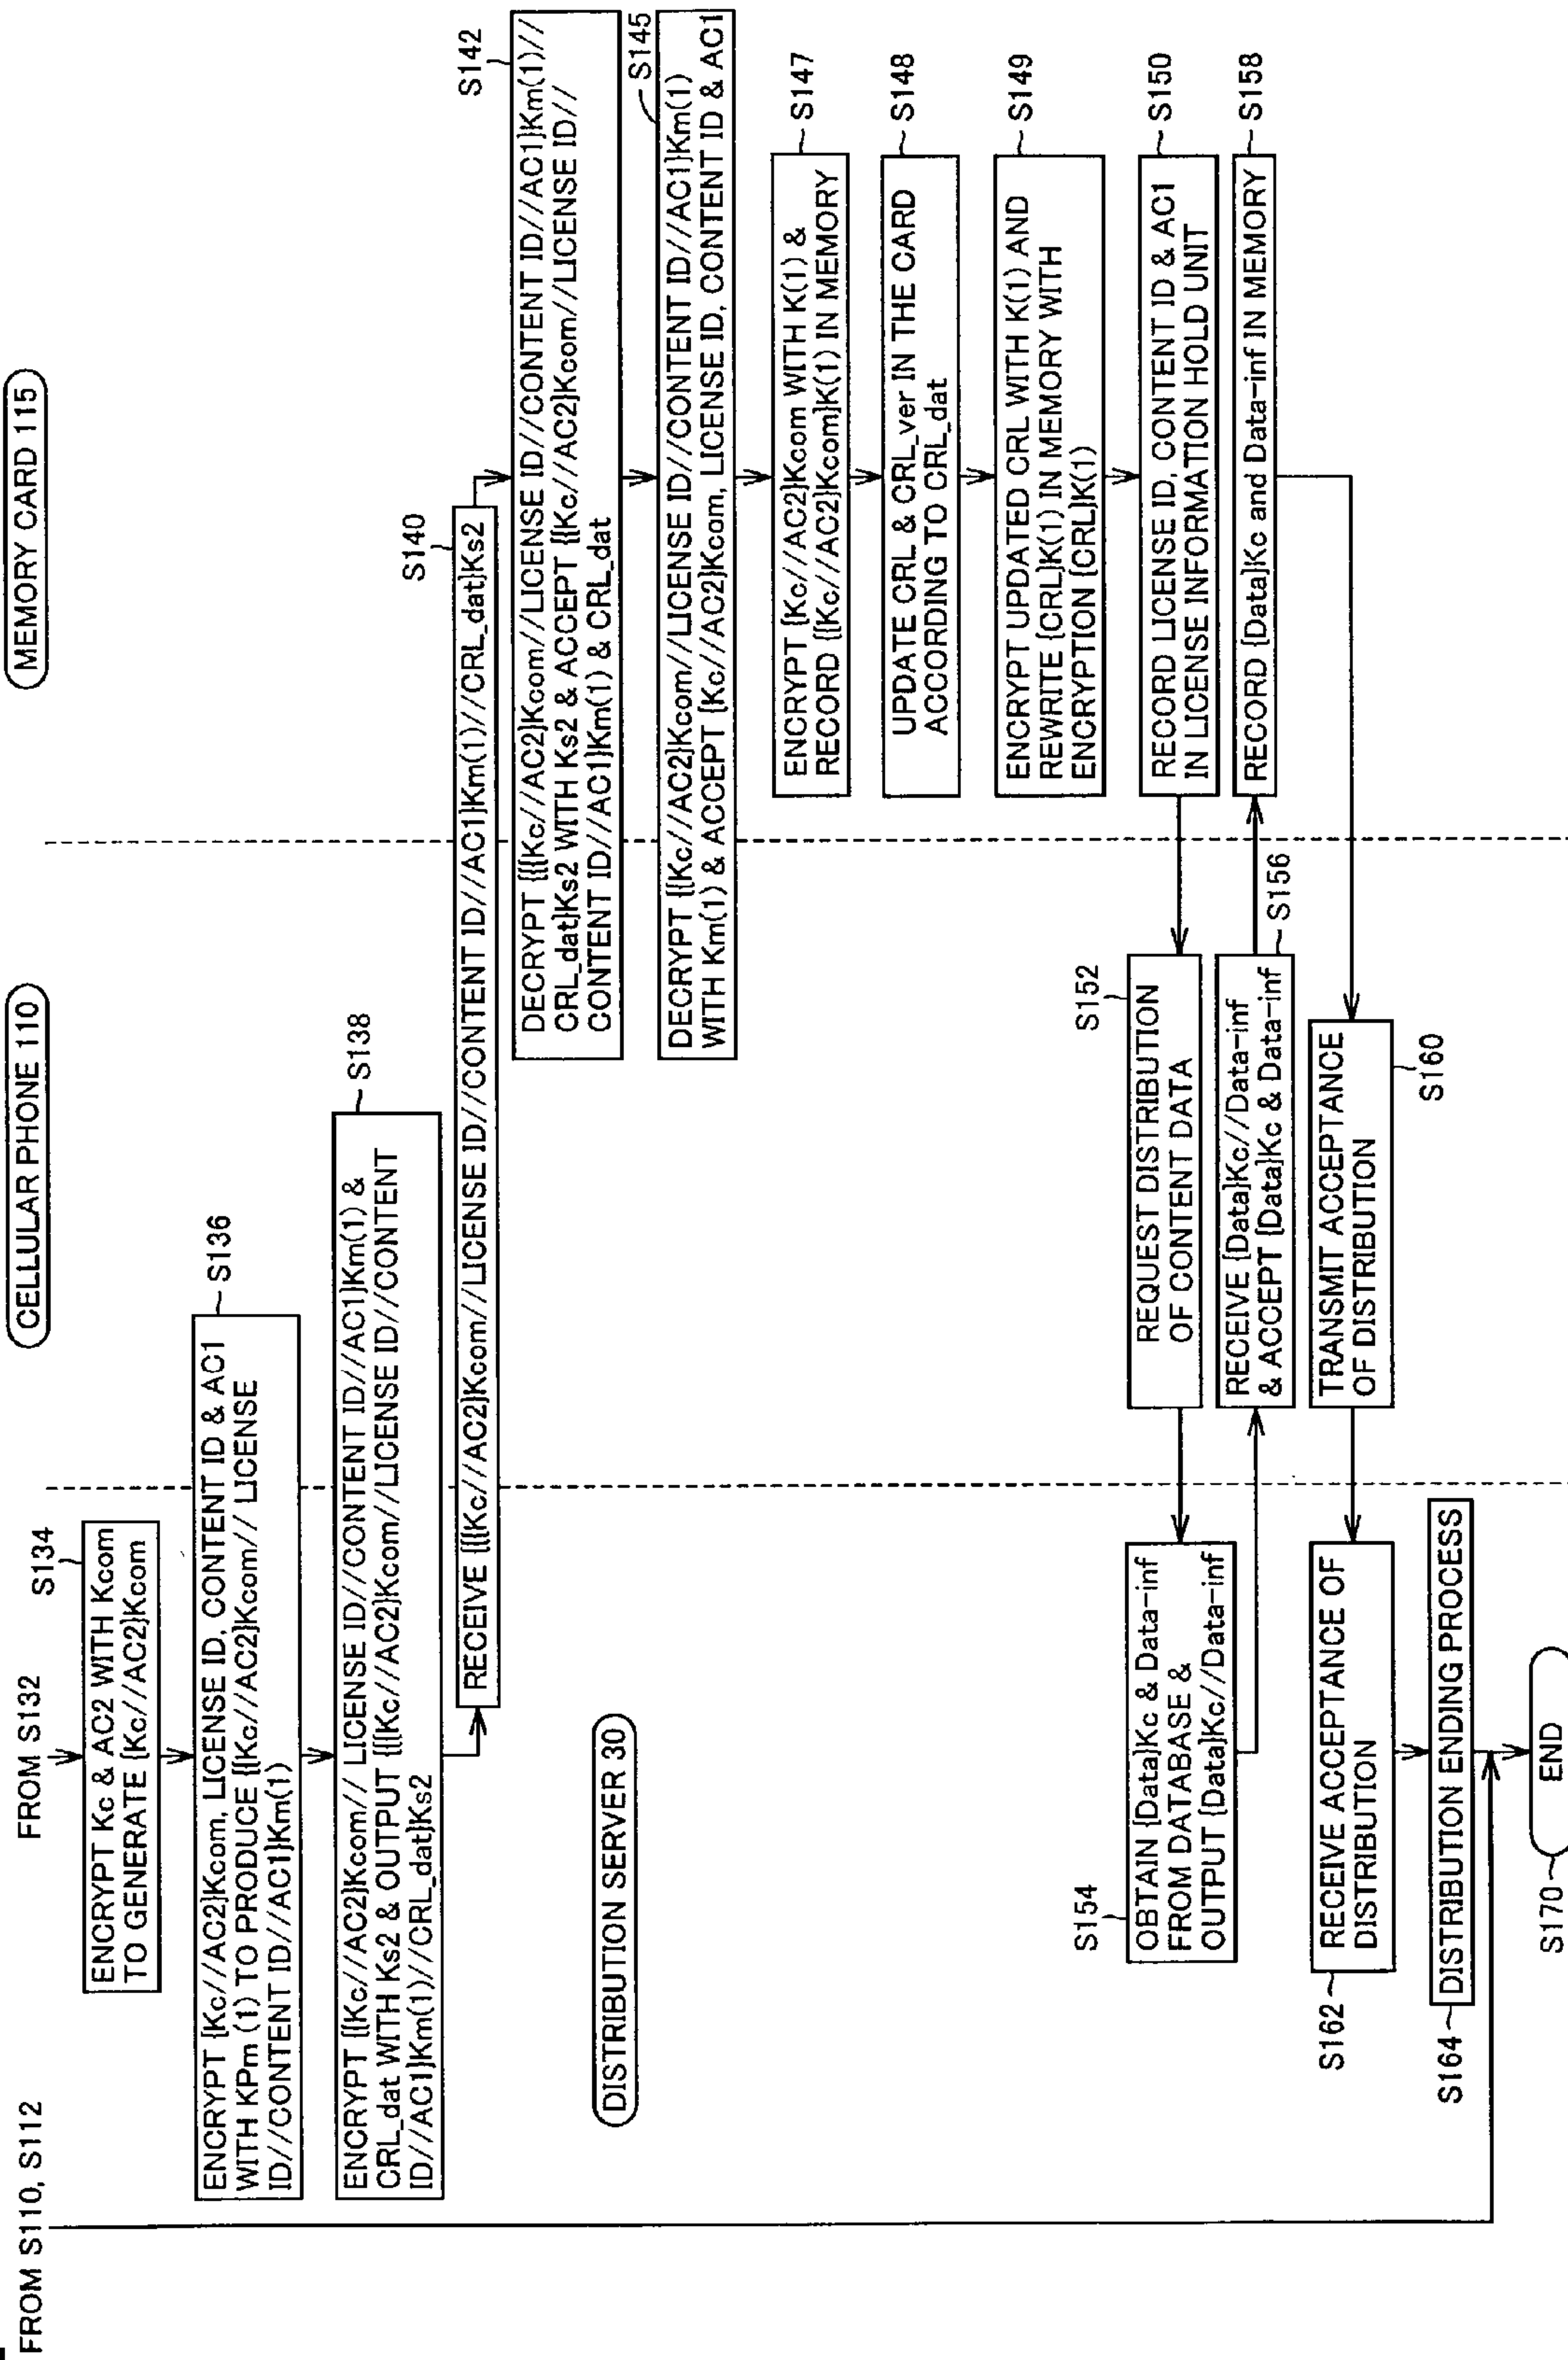 FROM S110, S112
FROM S132
CELLULAR PHONE 110
MEMORY CARD 115
S134
ENCRYPT Kc & AC2 WITH Kcom
TO GENERATE {Kc//AC2}Kcom
S136
ENCRYPT {Kc//AC2}Kcom, LICENSE ID, CONTENT ID & AC1
WITH KPm (1) TO PRODUCE {{Kc//AC2}Kcom// LICENSE
ID//CONTENT ID//AC1}Km(1)
S138
ENCRYPT {{Kc//AC2}Kcom// LICENSE ID//CONTENT ID//AC1}Km(1) &
CRL_dat WITH Ks2 & OUTPUT {{{Kc//AC2}Kcom//LICENSE ID//CONTENT
ID//AC1}Km(1)//CRL_dat}Ks2
S140
RECEIVE {{{Kc//AC2}Kcom//LICENSE ID//CONTENT ID//AC1}Km(1)//CRL_dat}Ks2
S142
DECRYPT {{{Kc//AC2}Kcom//LICENSE ID//CONTENT ID//AC1}Km(1)//
CRL_dat}Ks2 WITH Ks2 & ACCEPT {{Kc//AC2}Kcom//LICENSE ID//
CONTENT ID//AC1}Km(1) & CRL_dat
S145
DECRYPT {{Kc//AC2}Kcom//LICENSE ID//CONTENT ID//AC1}Km(1)
WITH Km(1) & ACCEPT {Kc//AC2}Kcom, LICENSE ID, CONTENT ID & AC1
DISTRIBUTION SERVER 30
S147
ENCRYPT {Kc//AC2}Kcom WITH K(1) &
RECORD {{Kc//AC2}Kcom}K(1) IN MEMORY
S148
UPDATE CRL & CRL_ver IN THE CARD
ACCORDING TO CRL_dat
S149
ENCRYPT UPDATED CRL WITH K(1) AND
REWRITE {CRL}K(1) IN MEMORY WITH
ENCRYPTION {CRL}K(1)
S150
RECORD LICENSE ID, CONTENT ID & AC1
IN LICENSE INFORMATION HOLD UNIT
S152
REQUEST DISTRIBUTION
OF CONTENT DATA
S154
OBTAIN {Data}Kc & Data-inf
FROM DATABASE &
OUTPUT {Data}Kc//Data-inf
S156
RECEIVE {Data}Kc//Data-inf
& ACCEPT {Data}Kc & Data-inf
S158
RECORD {Data}Kc and Data-inf IN MEMORY
S160
TRANSMIT ACCEPTANCE
OF DISTRIBUTION
S162
RECEIVE ACCEPTANCE OF
DISTRIBUTION
S164
DISTRIBUTION ENDING PROCESS
S170
END